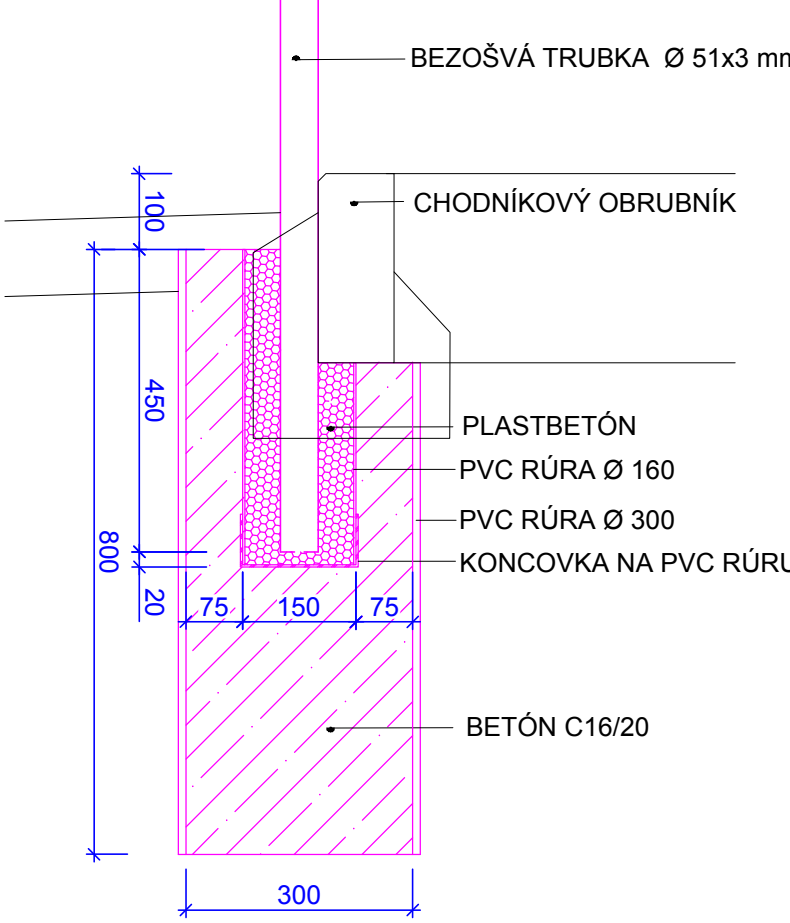 BEZOŠVÁ TRUBKA Ø 51x3 mm
100
CHODNÍKOVÝ OBRUBNÍK
450
PLASTBETÓN
PVC RÚRA Ø 160
PVC RÚRA Ø 300
800
KONCOVKA NA PVC RÚRU
20
75 150 75
BETÓN C16/20
300